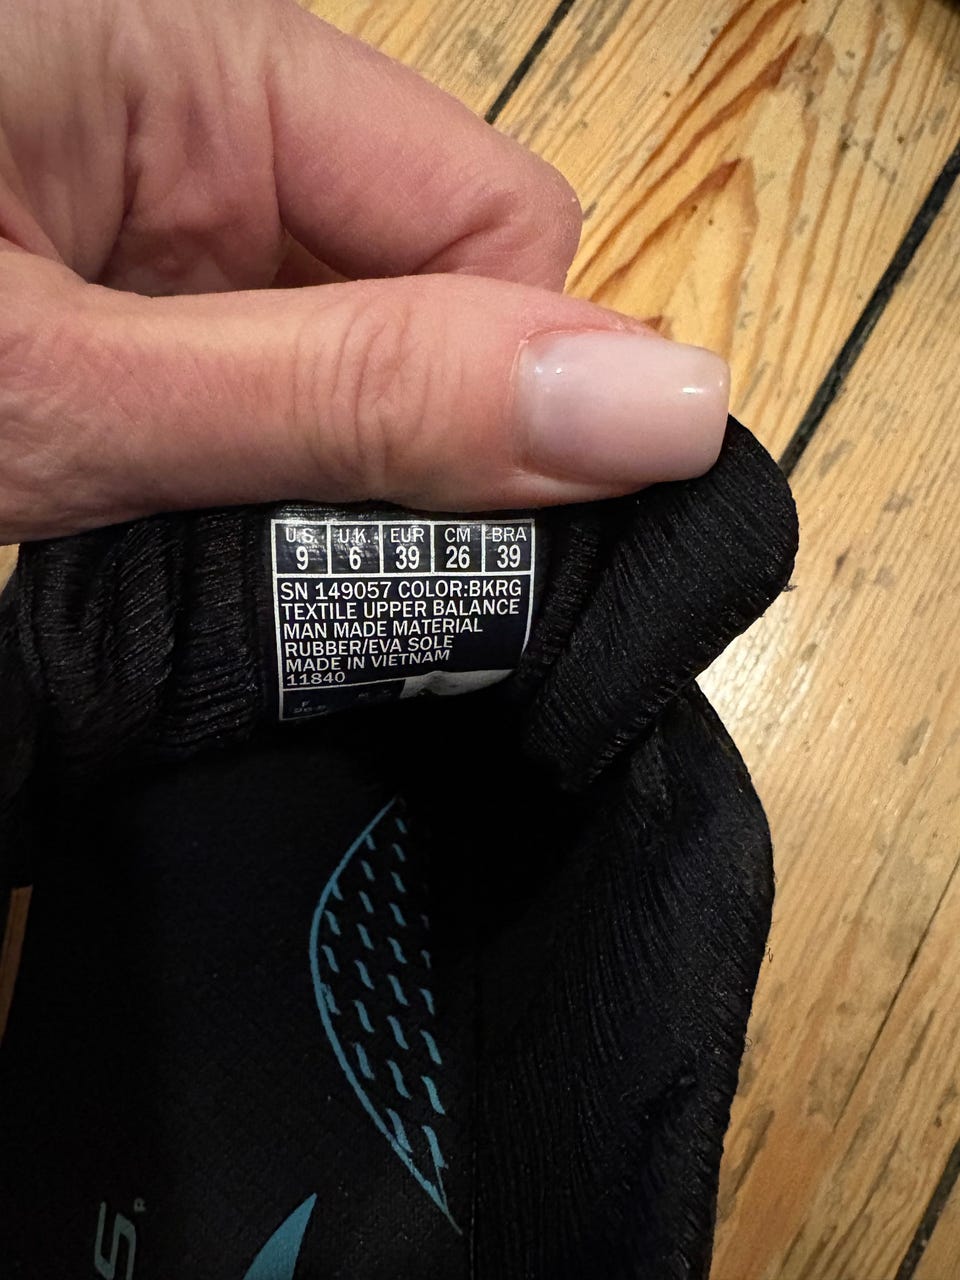 U.S. U.K. EUR CM BRA
9 6 39 26 39
SN 149057 COLOR:BKRG
TEXTILE UPPER BALANCE
MAN MADE MATERIAL
RUBBER/EVA SOLE
MADE IN VIETNAM
11840
S